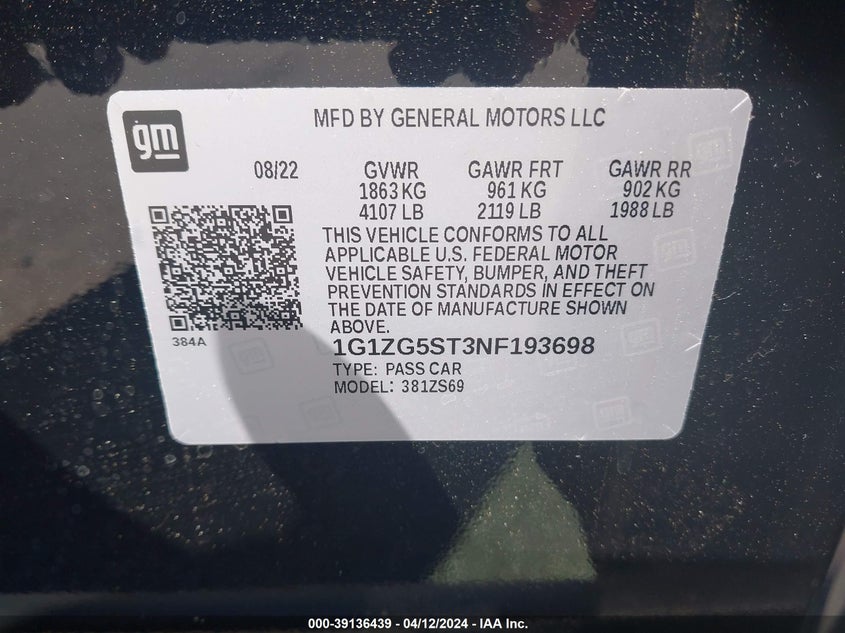 gm
MFD BY GENERAL MOTORS LLC
08/22 GVWR GAWR FRT GAWR RR
1863 KG 961 KG 902 KG
4107 LB 2119 LB 1988 LB
THIS VEHICLE CONFORMS TO ALL
APPLICABLE U.S. FEDERAL MOTOR
VEHICLE SAFETY, BUMPER, AND THEFT
PREVENTION STANDARDS IN EFFECT ON
THE DATE OF MANUFACTURE SHOWN
ABOVE.
384A
1G1ZG5ST3NF193698
TYPE: PASS CAR
MODEL: 381ZS69
000-39136439 - 04/12/2024 - IAA Inc.